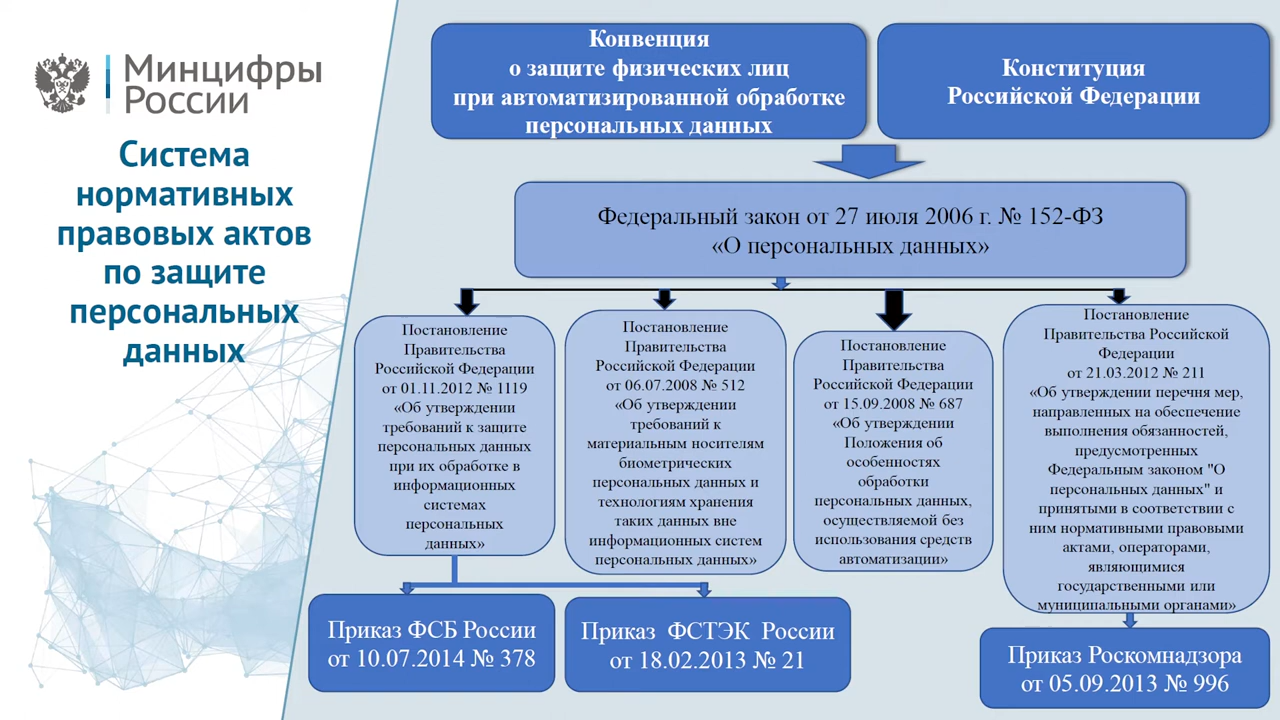 Минцифры
России
Система
нормативных
правовых актов
по защите
персональных
данных
Конвенция
о защите физических лиц
при автоматизированной обработке
персональных данных
Конституция
Российской Федерации
Федеральный закон от 27 июля 2006 г. № 152-ФЗ
«О персональных данных»
Постановление
Правительства
Российской Федерации
от 01.11.2012 № 1119
«Об утверждении
требований к защите
персональных данных
при их обработке в
информационных
системах
персональных
данных»
Постановление
Правительства
Российской Федерации
от 06.07.2008 № 512
«Об утверждении
требований к
материальным носителям
биометрических
персональных данных и
технологиям хранения
таких данных вне
информационных систем
персональных данных»
Постановление
Правительства
Российской Федерации
от 15.09.2008 № 687
«Об утверждении
Положения об
особенностях
обработки
персональных данных,
осуществляемой без
использования средств
автоматизации»
Постановление
Правительства Российской
Федерации
от 21.03.2012 № 211
«Об утверждении перечня мер,
направленных на обеспечение
выполнения обязанностей,
предусмотренных
Федеральным законом "О
персональных данных" и
принятыми в соответствии с
ним нормативными правовыми
актами, операторами,
являющимися
государственными или
муниципальными органами»
Приказ ФСБ России
от 10.07.2014 № 378
Приказ ФСТЭК России
от 18.02.2013 № 21
Приказ Роскомнадзора
от 05.09.2013 № 996